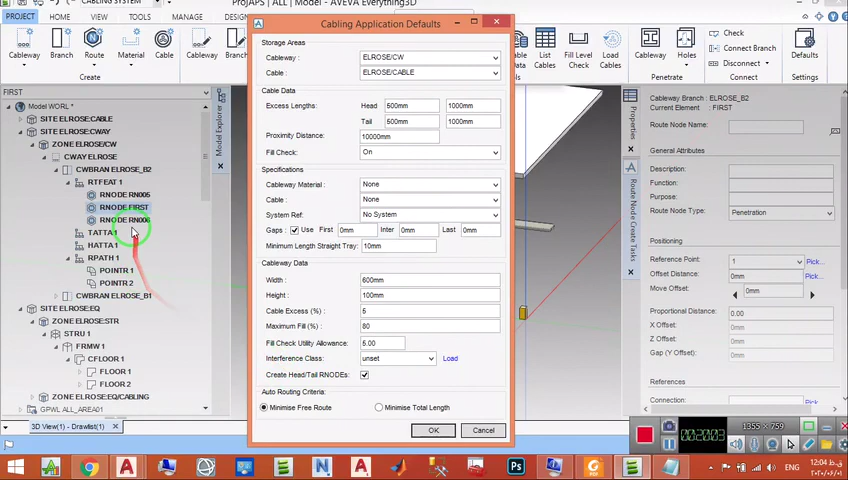 ProjAPS | ALL | Model - AVEVA Everything3D
CABLING SYSTEM
PROJECT HOME VIEW TOOLS MANAGE
Cableway Branch Route Material Cable
Create
FIRST
Model WORL*
SITE ELROSE:CABLE
SITE ELROSE:CWAY
ZONE ELROSE/CW
CWAY ELROSE
CWBRAN ELROSE_B2
RTFEAT 1
RNODE RN005
RNODE FIRST
RNODE RN006
TATTA 1
HATTA 1
RPATH 1
POINTR 1
POINTR 2
CWBRAN ELROSE_B1
SITE ELROSE:EQ
ZONE ELROSE:STR
STRU 1
FRMW 1
CFLOOR 1
FLOOR 1
FLOOR 2
ZONE ELROSE:EQ/CABLING
GPWL ALL_AREA01
3D View(1) - Drawlist(1)
Model Explorer
Cabling Application Defaults
Storage Areas
Cableway : ELROSE/CW
Cable : ELROSE/CABLE
Cable Data
Excess Lengths: Head 500mm 1000mm
Tail 500mm 1000mm
Proximity Distance: 10000mm
Fill Check: On
Specifications
Cableway Material: None
Cable: None
System Ref: No System
Gaps: Use First 0mm Inter 0mm Last 0mm
Minimum Length Straight Tray: 10mm
Cableway Data
Width: 600mm
Height: 100mm
Cable Excess (%): 5
Maximum Fill (%) 80
Fill Check Utility Allowance: 5.00
Interference Class: unset Load
Create Head/Tail RNODEs:
Auto Routing Criteria:
Minimise Free Route Minimise Total Length
OK Cancel
List Cables
Fill Level Check
Cableway
Check
Connect Branch
Disconnect
Penetrate
Defaults
Settings
Properties
Route Node Create Tasks
Cableway Branch : ELROSE_B2
Current Element : FIRST
Route Node Name:
General Attributes
Description:
Function:
Purpose:
Route Node Type: Penetration
Positioning
Reference Point: 1 Pick...
Offset Distance: 0mm Pick...
Move Offset: 0mm
Proportional Distance: 0.00
X Offset:
Z Offset:
Gap (Y Offset)
References
Connection: Pick...
1355 × 759
002003
ENG
12:04 ق.ظ
۲۰۲۰/۰۶/۰۱